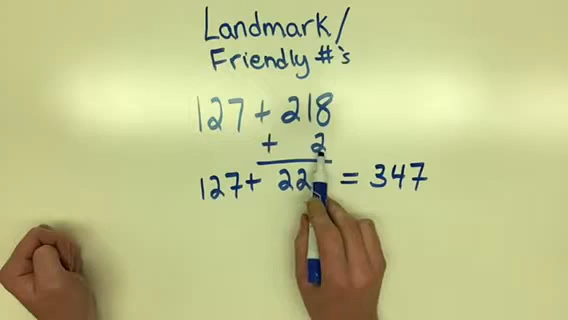 Landmark/
Friendly #'s
127 + 218
+ 2
127 + 22 = 347